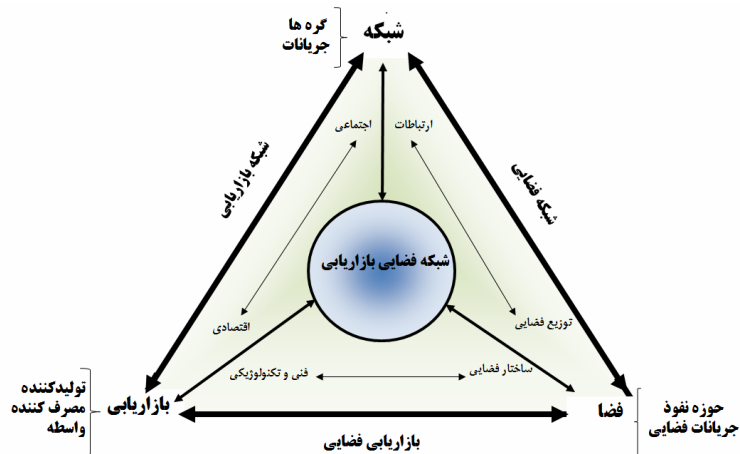 گره ها
شبکه
جریانات
اجتماعی
ارتباطات
شبکه بازاریابی
شبکه فضایی
شبکه فضایی بازاریابی
اقتصادی
توزیع فضایی
فنی و تکنولوژیکی
ساختار فضایی
تولیدکننده
مصرف کننده
واسطه
بازاریابی
فضا
حوزه نفوذ
جریانات فضایی
بازاریابی فضایی